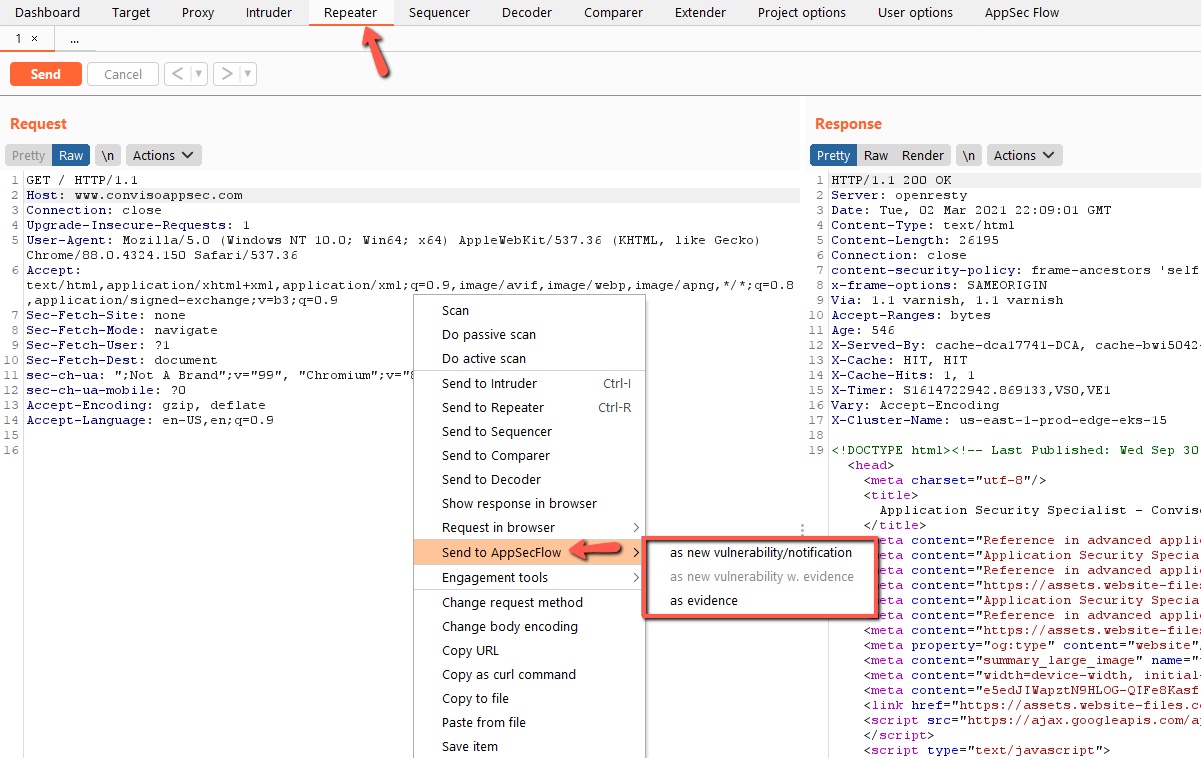 Dashboard Target Proxy Intruder Repeater Sequencer Decoder Comparer Extender Project options User options AppSec Flow
1 × ...
Send Cancel < ▼ > ▼
Request
Pretty Raw \n Actions
1 GET / HTTP/1.1
2 Host: www.convisoappsec.com
3 Connection: close
4 Upgrade-Insecure-Requests: 1
5 User-Agent: Mozilla/5.0 (Windows NT 10.0; Win64; x64) AppleWebKit/537.36 (KHTML, like Gecko)
Chrome/88.0.4324.150 Safari/537.36
6 Accept:
text/html,application/xhtml+xml,application/xml;q=0.9,image/avif,image/webp,image/apng,*/*;q=0.8
,application/signed-exchange;v=b3;q=0.9
7 Sec-Fetch-Site: none
8 Sec-Fetch-Mode: navigate
9 Sec-Fetch-User: ?1
10 Sec-Fetch-Dest: document
11 sec-ch-ua: ";Not A Brand";v="99", "Chromium";v="8
12 sec-ch-ua-mobile: ?0
13 Accept-Encoding: gzip, deflate
14 Accept-Language: en-US,en;q=0.9
15
16
Scan
Do passive scan
Do active scan
Send to Intruder Ctrl-I
Send to Repeater Ctrl-R
Send to Sequencer
Send to Comparer
Send to Decoder
Show response in browser
Request in browser >
Send to AppSecFlow >
Engagement tools >
Change request method
Change body encoding
Copy URL
Copy as curl command
Copy to file
Paste from file
Save item
as new vulnerability/notification
as new vulnerability w. evidence
as evidence
Response
Pretty Raw Render \n Actions
1 HTTP/1.1 200 OK
2 Server: openresty
3 Date: Tue, 02 Mar 2021 22:09:01 GMT
4 Content-Type: text/html
5 Content-Length: 26195
6 Connection: close
7 content-security-policy: frame-ancestors 'self
8 x-frame-options: SAMEORIGIN
9 Via: 1.1 varnish, 1.1 varnish
10 Accept-Ranges: bytes
11 Age: 546
12 X-Served-By: cache-dca17741-DCA, cache-bwi5042-
13 X-Cache: HIT, HIT
14 X-Cache-Hits: 1, 1
15 X-Timer: S1614722942.869133,VS0,VE1
16 Vary: Accept-Encoding
17 X-Cluster-Name: us-east-1-prod-edge-eks-15
18
19 <!DOCTYPE html><!-- Last Published: Wed Sep 30
<head>
<meta charset="utf-8"/>
<title>
Application Security Specialist - Convis
</title>
eta content="Reference in advanced appli
eta content="Application Security Specia
eta content="Reference in advanced appli
eta content="https://assets.website-files
eta content="Application Security Specia
eta content="Reference in advanced appli
<meta content="https://assets.website-files
<meta property="og:type" content="website"
<meta content="summary_large_image" name="
<meta content="width=device-width, initial-
<meta content="e5edJIWapztN9HLOG-QIFe8Kasf
<link href="https://assets.website-files.co
<script src="https://ajax.googleapis.com/a
</script>
<script type="text/javascript">